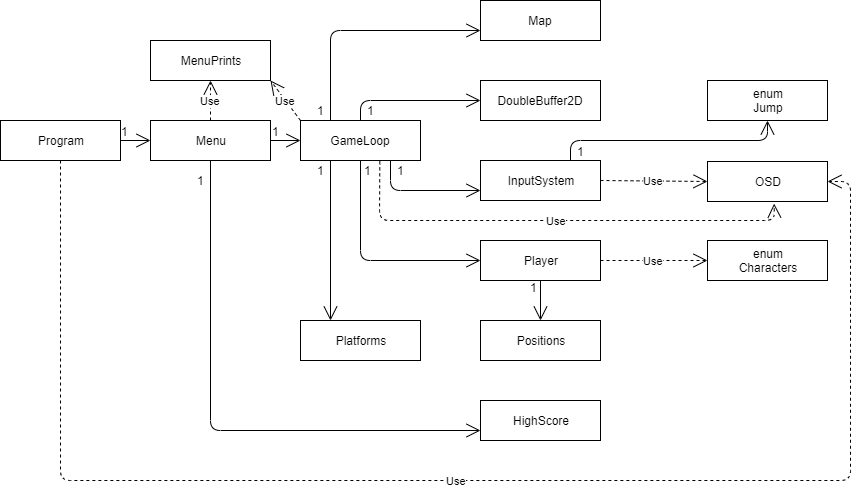 Map
MenuPrints
1
Use
Use
DoubleBuffer2D
1
enum
Jump
Program
1
Menu
1
GameLoop
1
1
1
1
InputSystem
1
Use
OSD
Use
Player
Use
enum
Characters
1
Platforms
Positions
HighScore
Use